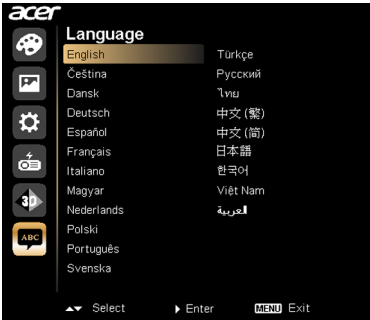 acer
Language
English
Türkçe
Čeština
Русский
Dansk
ไทย
Deutsch
中文 (繁)
Español
中文 (简)
Français
日本語
Italiano
한국어
Magyar
Việt Nam
Nederlands
العربية
Polski
Português
Svenska
3D
ABC
Select
Enter
MENU Exit